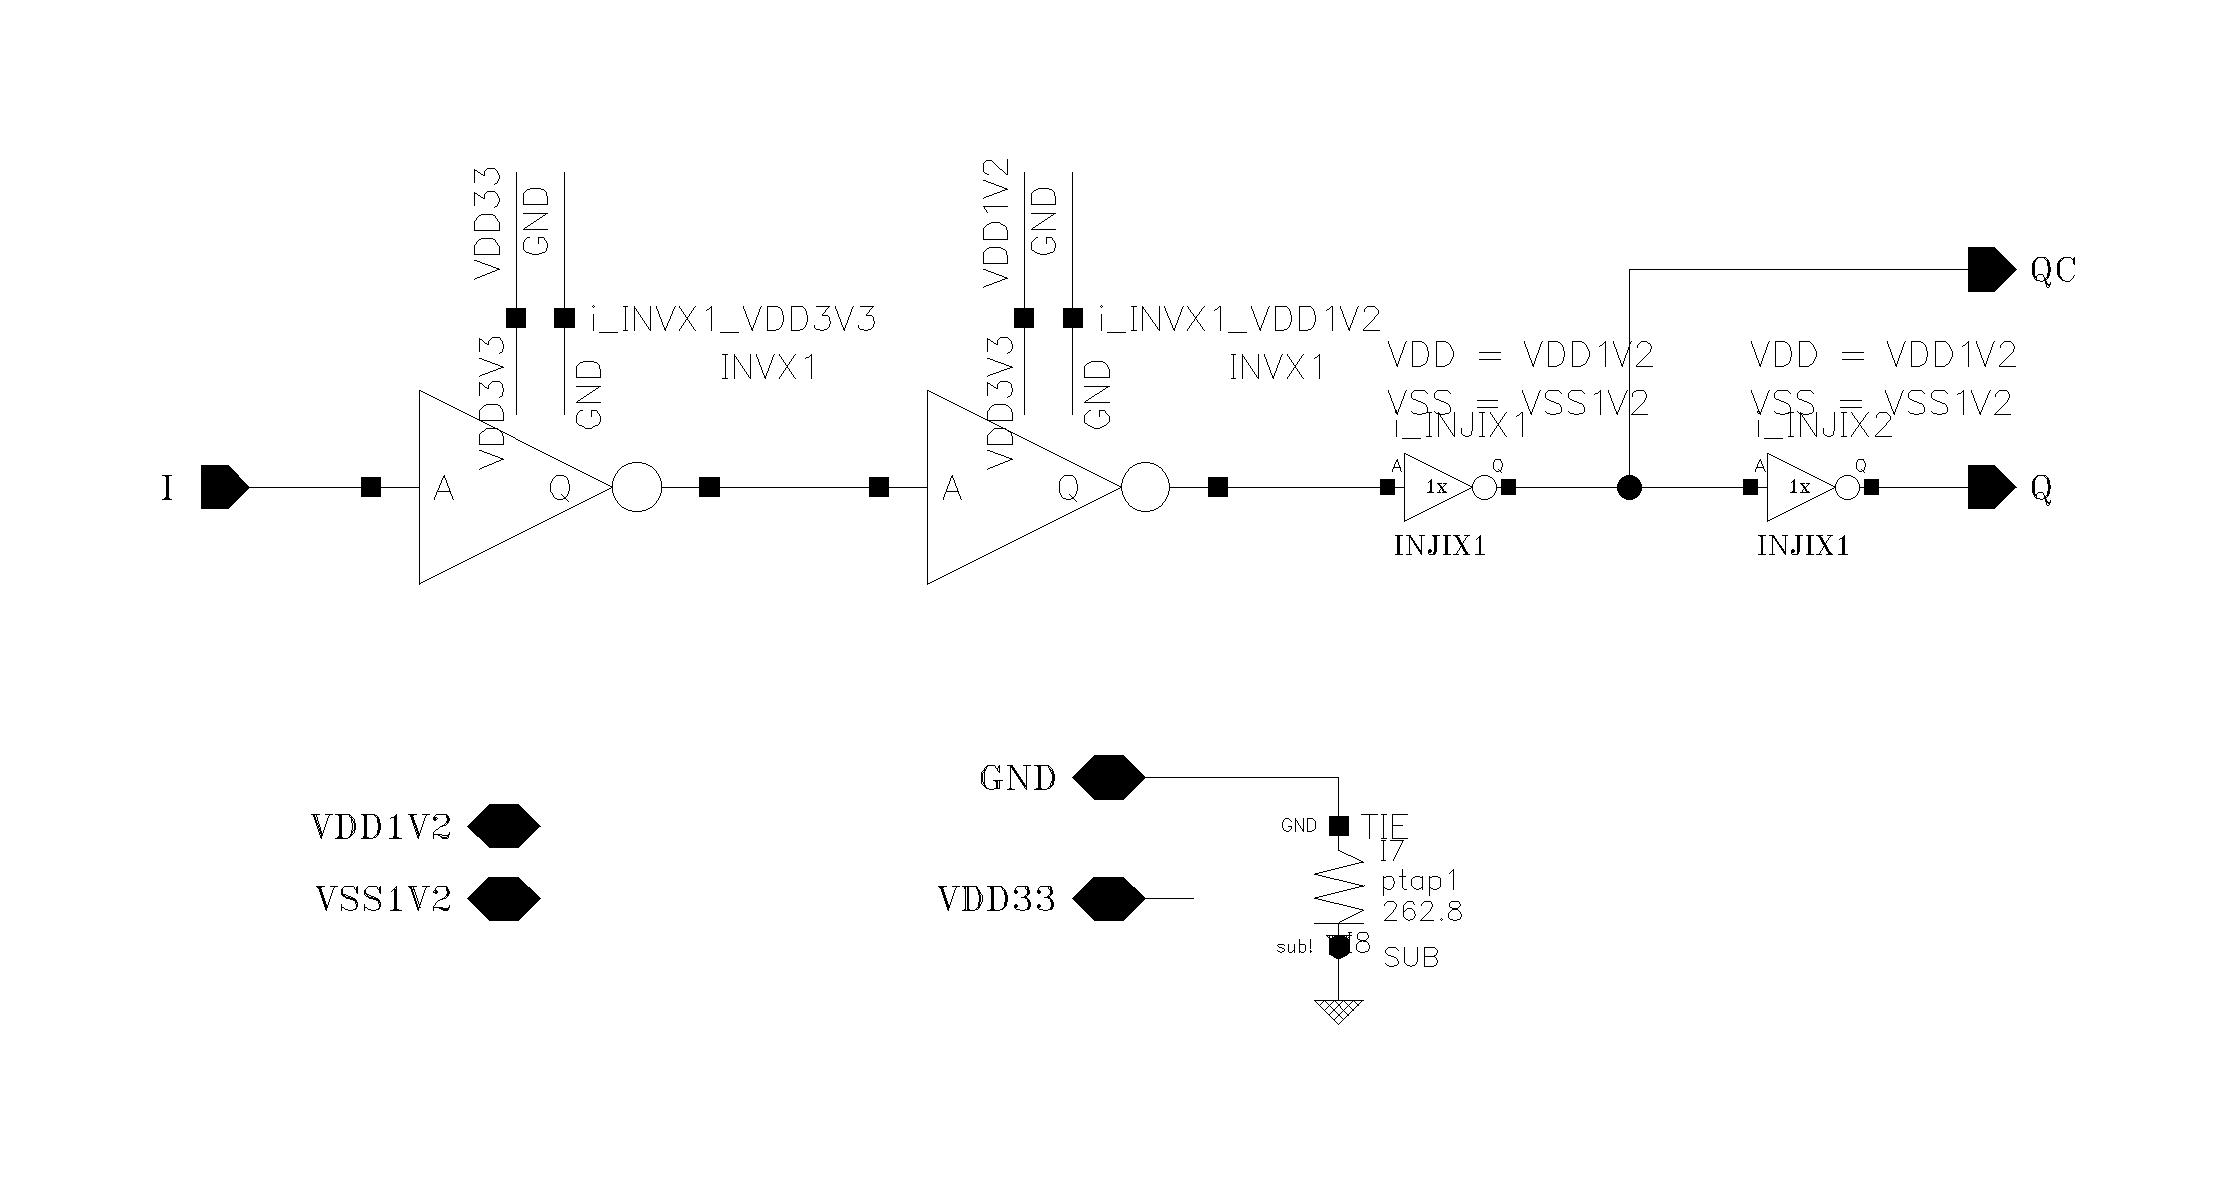 VDD33
GND
VDD1V2
GND
QC
i_INVX1_VDD3V3
i_INVX1_VDD1V2
INVX1
INVX1
VDD3V3
GND
VDD3V3
GND
VDD = VDD1V2
VDD = VDD1V2
VSS = VSS1V2
VSS = VSS1V2
i_INJIX1
i_INJIX2
I
A
Q
A
Q
A
1x
Q
A
1x
Q
Q
INJIX1
INJIX1
GND
VDD1V2
GND
TIE
I7
ptap1
262.8
VSS1V2
VDD33
sub!
I8
SUB